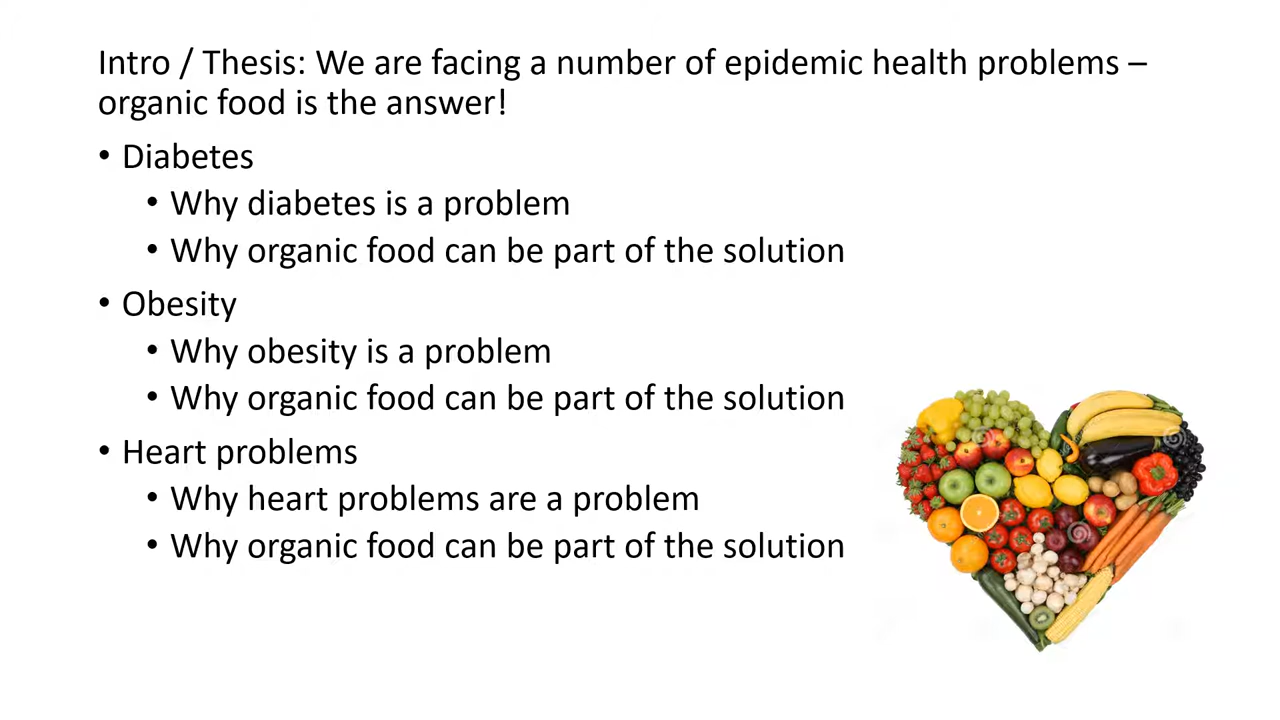 Intro / Thesis: We are facing a number of epidemic health problems –
organic food is the answer!
• Diabetes
• Why diabetes is a problem
• Why organic food can be part of the solution
• Obesity
• Why obesity is a problem
• Why organic food can be part of the solution
• Heart problems
• Why heart problems are a problem
• Why organic food can be part of the solution